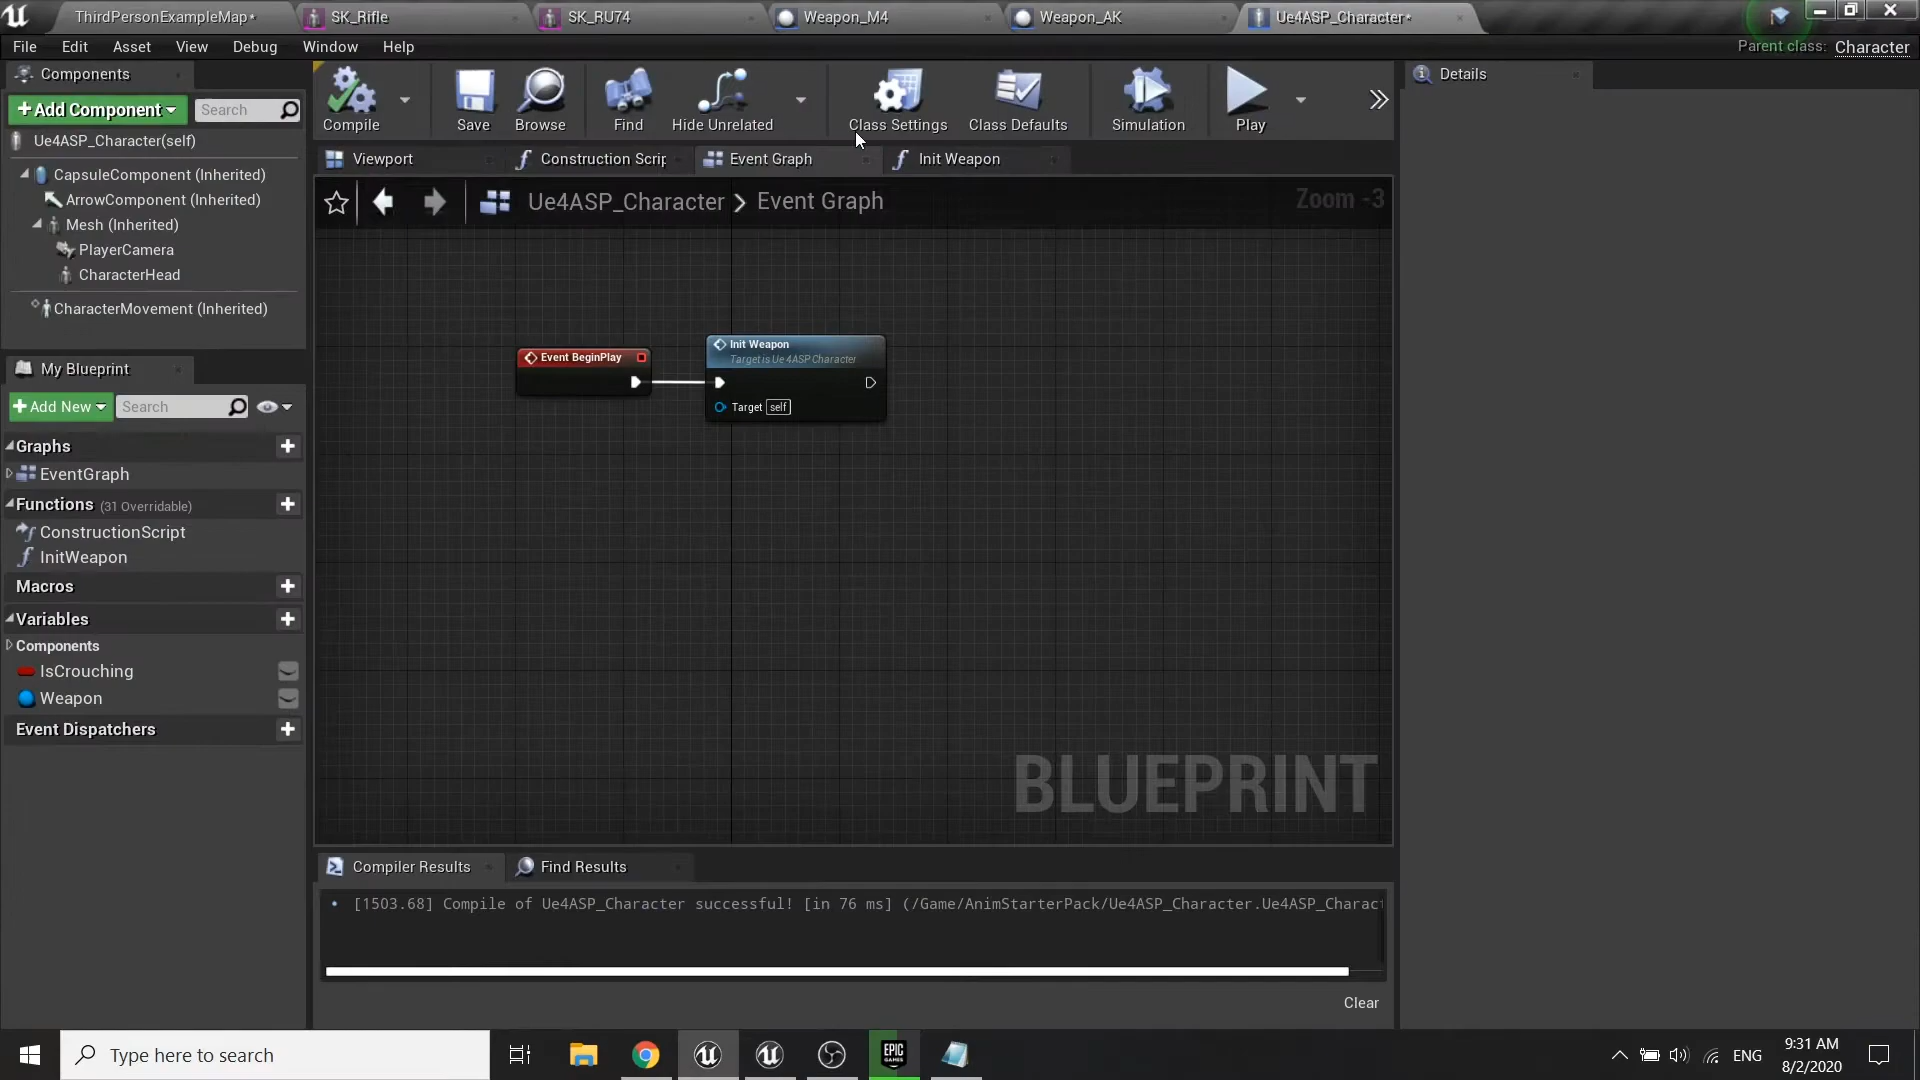 ThirdPersonExampleMap*
SK_Rifle
SK_RU74
Weapon_M4
Weapon_AK
Ue4ASP_Character*
File Edit Asset View Debug Window Help
Parent class: Character
Components
+Add Component
Search
Ue4ASP_Character(self)
CapsuleComponent (Inherited)
ArrowComponent (Inherited)
Mesh (Inherited)
PlayerCamera
CharacterHead
CharacterMovement (Inherited)
My Blueprint
+Add New
Search
Graphs
EventGraph
Functions (31 Overridable)
ConstructionScript
InitWeapon
Macros
Variables
Components
IsCrouching
Weapon
Event Dispatchers
Compile
Save
Browse
Find
Hide Unrelated
Class Settings
Class Defaults
Simulation
Play
Viewport
Construction Scrip
Event Graph
Init Weapon
Ue4ASP_Character > Event Graph
Zoom -3
Event BeginPlay
Init Weapon
Target is Ue 4ASP Character
Target self
BLUEPRINT
Compiler Results
Find Results
• [1503.68] Compile of Ue4ASP_Character successful! [in 76 ms] (/Game/AnimStarterPack/Ue4ASP_Character.Ue4ASP_Charact
Clear
Details
Type here to search
EPIC
GAMES
ENG
9:31 AM
8/2/2020